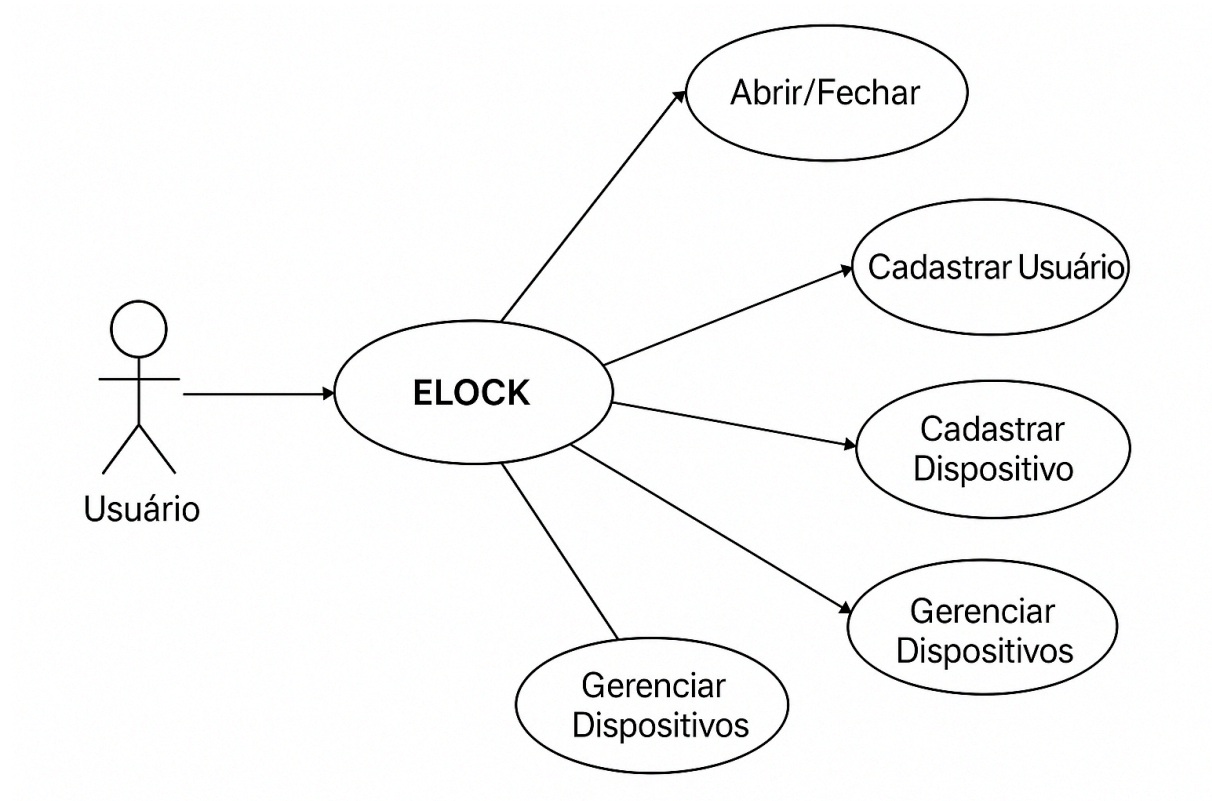 Abrir/Fechar
Cadastrar Usuário
ELOCK
Cadastrar
Dispositivo
Usuário
Gerenciar
Dispositivos
Gerenciar
Dispositivos